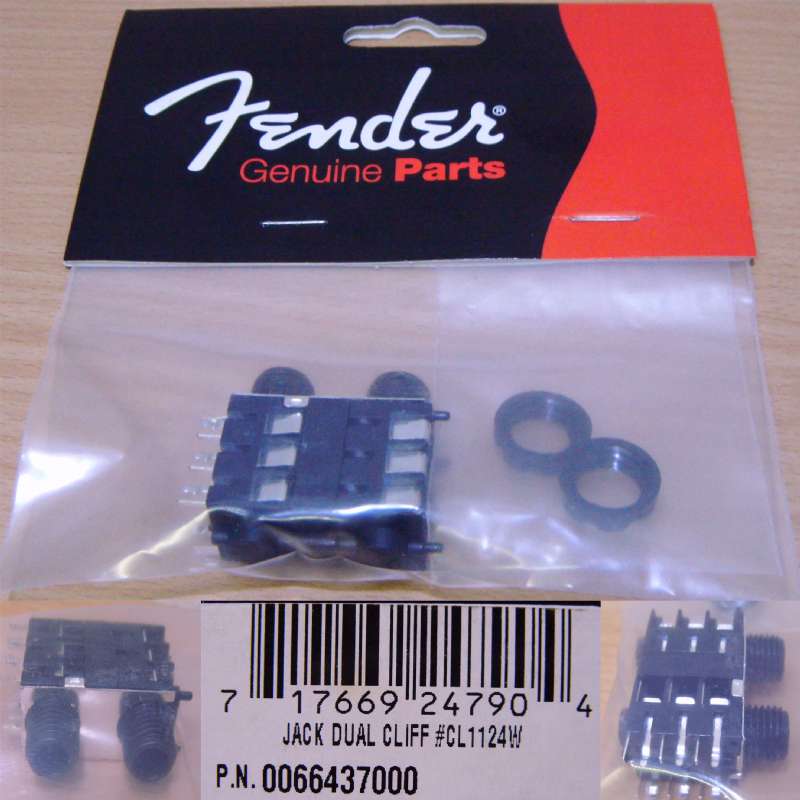 Fender®
Genuine Parts
7 17669 24790 4
JACK DUAL CLIFF #CL1124W
P.N. 0066437000